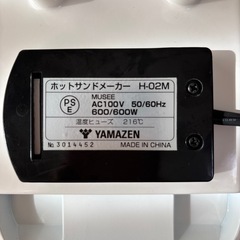 ホットサンドメーカー H-02M
MUSEE
PS
E
AC100V 50/60Hz
600/600W
温度ヒューズ 216℃
YAMAZEN
No.3014452 MADE IN CHINA